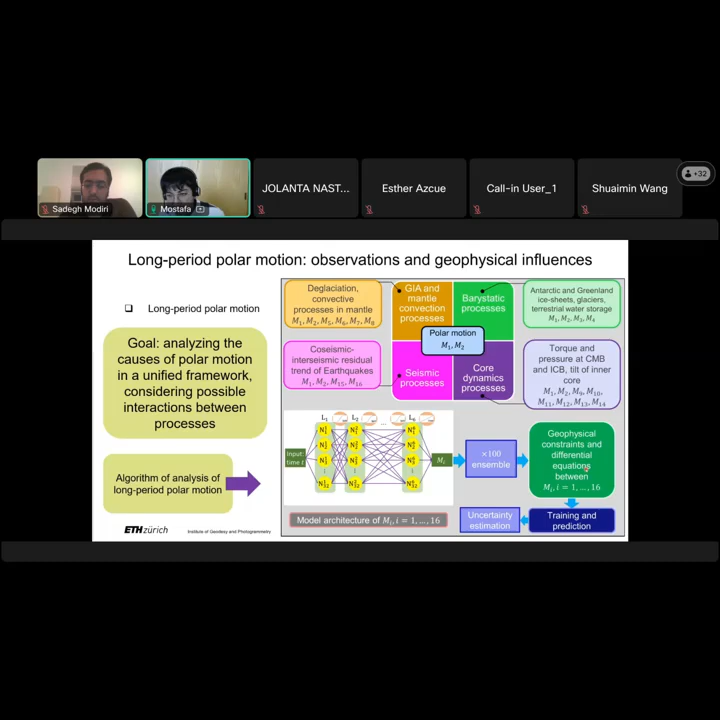 +32
JOLANTA NAST...
Esther Azcue
Call-in User_1
Shuaimin Wang
Sadegh Modiri
Mostafa
Long-period polar motion: observations and geophysical influences
❑ Long-period polar motion
Goal: analyzing the
causes of polar motion
in a unified framework,
considering possible
interactions between
processes
Algorithm of analysis of
long-period polar motion
Deglaciation,
convective
processes in mantle
M₁, M₂, M₅, M₆, M₇, M₈
GIA and
mantle
convection
processes
Barystatic
processes
Antarctic and Greenland
ice-sheets, glaciers,
terrestrial water storage
M₁, M₂, M₃, M₄
Polar motion
M₁, M₂
Coseismic-
interseismic residual
trend of Earthquakes
M₁, M₂, M₁₅, M₁₆
Seismic
processes
Core
dynamics
processes
Torque and
pressure at CMB
and ICB, tilt of inner
core
M₁, M₂, M₉, M₁₀,
M₁₁, M₁₂, M₁₃, M₁₄
L₁ L₂ ... Lₙ
Input:
time t
Mᵢ
×100
ensemble
Geophysical
constraints and
differential
equations
between
Mᵢ, i = 1, ..., 16
Model architecture of Mᵢ, i = 1, ..., 16
Uncertainty
estimation
Training and
prediction
ETH zürich
Institute of Geodesy and Photogrammetry